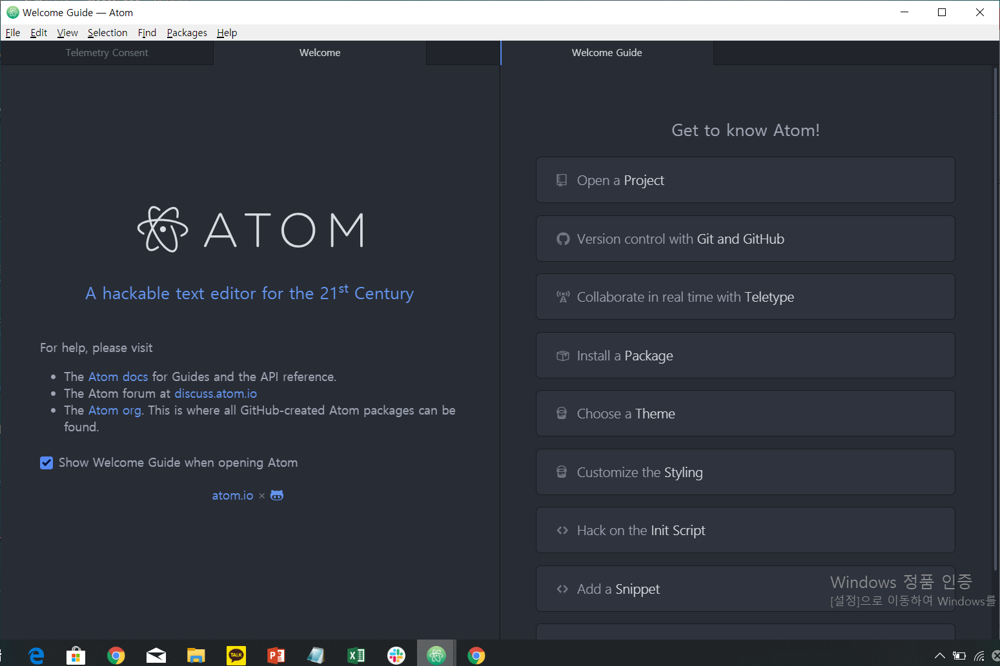 Welcome Guide — Atom
File Edit View Selection Find Packages Help
Telemetry Consent
Welcome
Welcome Guide
ATOM
A hackable text editor for the 21st Century
For help, please visit
• The Atom docs for Guides and the API reference.
• The Atom forum at discuss.atom.io
• The Atom org. This is where all GitHub-created Atom packages can be
found.
Show Welcome Guide when opening Atom
atom.io ×
Get to know Atom!
Open a Project
Version control with Git and GitHub
Collaborate in real time with Teletype
Install a Package
Choose a Theme
Customize the Styling
Hack on the Init Script
Add a Snippet
Windows 정품 인증
[설정]으로 이동하여 Windows를
TALK